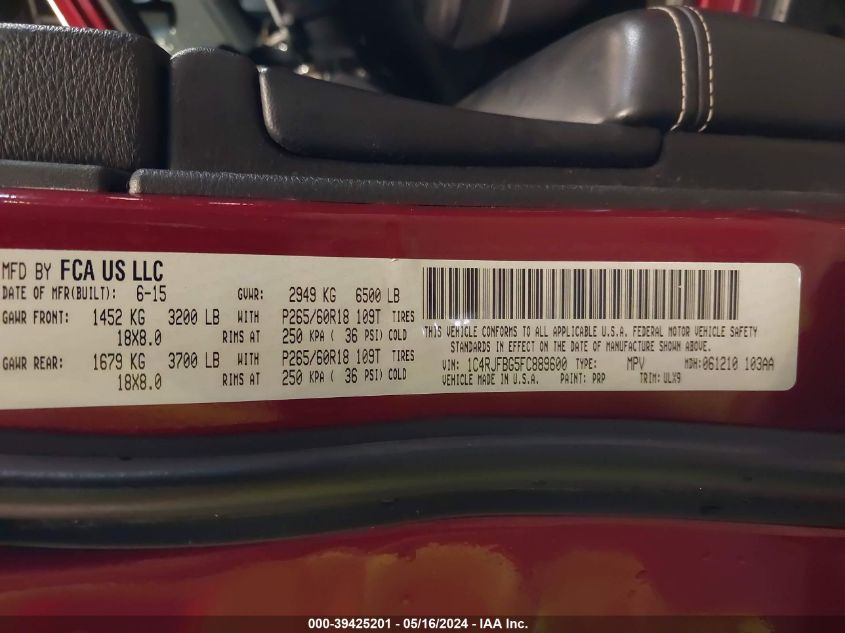 MFD BY FCA US LLC
DATE OF MFR(BUILT): 6-15 GVWR: 2949 KG 6500 LB
GAWR FRONT: 1452 KG 3200 LB WITH P265/60R18 109T TIRES
18X8.0 RIMS AT 250 KPA ( 36 PSI) COLD
GAWR REAR: 1679 KG 3700 LB WITH P265/60R18 109T TIRES
18X8.0 RIMS AT 250 KPA ( 36 PSI) COLD
THIS VEHICLE CONFORMS TO ALL APPLICABLE U.S.A. FEDERAL MOTOR VEHICLE SAFETY
STANDARDS IN EFFECT ON THE DATE OF MANUFACTURE SHOWN ABOVE.
VIN: 1C4RJFBG5FC889600 TYPE: MPV MDH:061210 103AA
VEHICLE MADE IN U.S.A. PAINT: PRP TRIM: ULX9
000-39425201 - 05/16/2024 - IAA Inc.